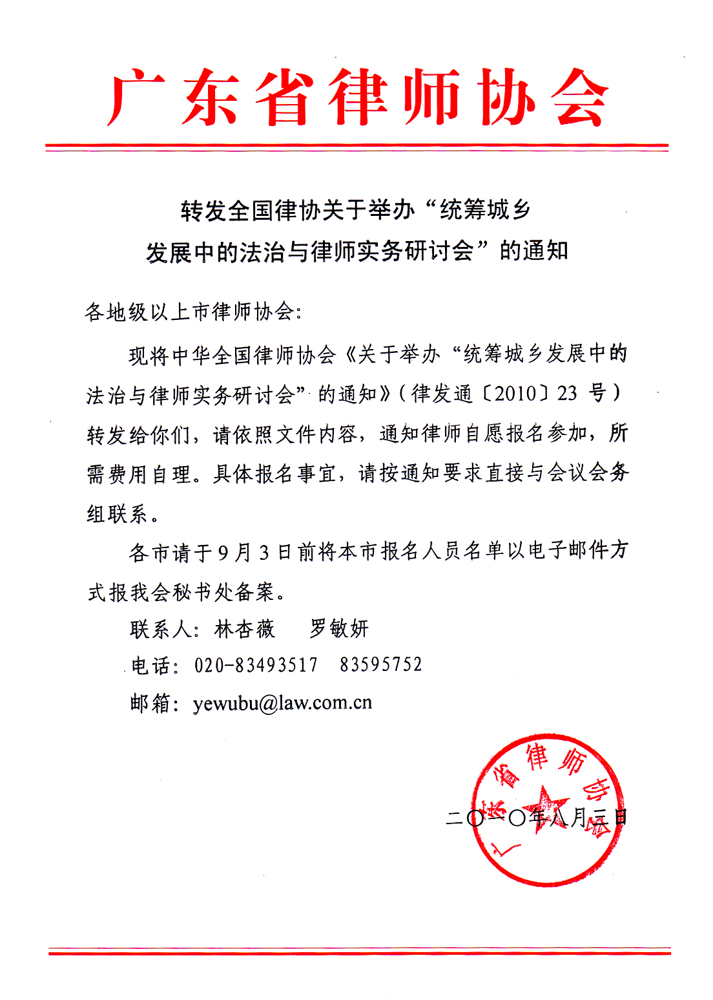 广东省律师协会
转发全国律协关于举办“统筹城乡
发展中的法治与律师实务研讨会”的通知
各地级以上市律师协会：
现将中华全国律师协会《关于举办“统筹城乡发展中的
法治与律师实务研讨会”的通知》（律发通〔2010〕23 号）
转发给你们，请依照文件内容，通知律师自愿报名参加，所
需费用自理。具体报名事宜，请按通知要求直接与会议会务
组联系。
各市请于9月3日前将本市报名人员名单以电子邮件方
式报我会秘书处备案。
联系人：林杏薇 罗敏妍
电话：020-83493517 83595752
邮箱：yewubu@law.com.cn
广东省律师协会
二〇一〇年八月三日